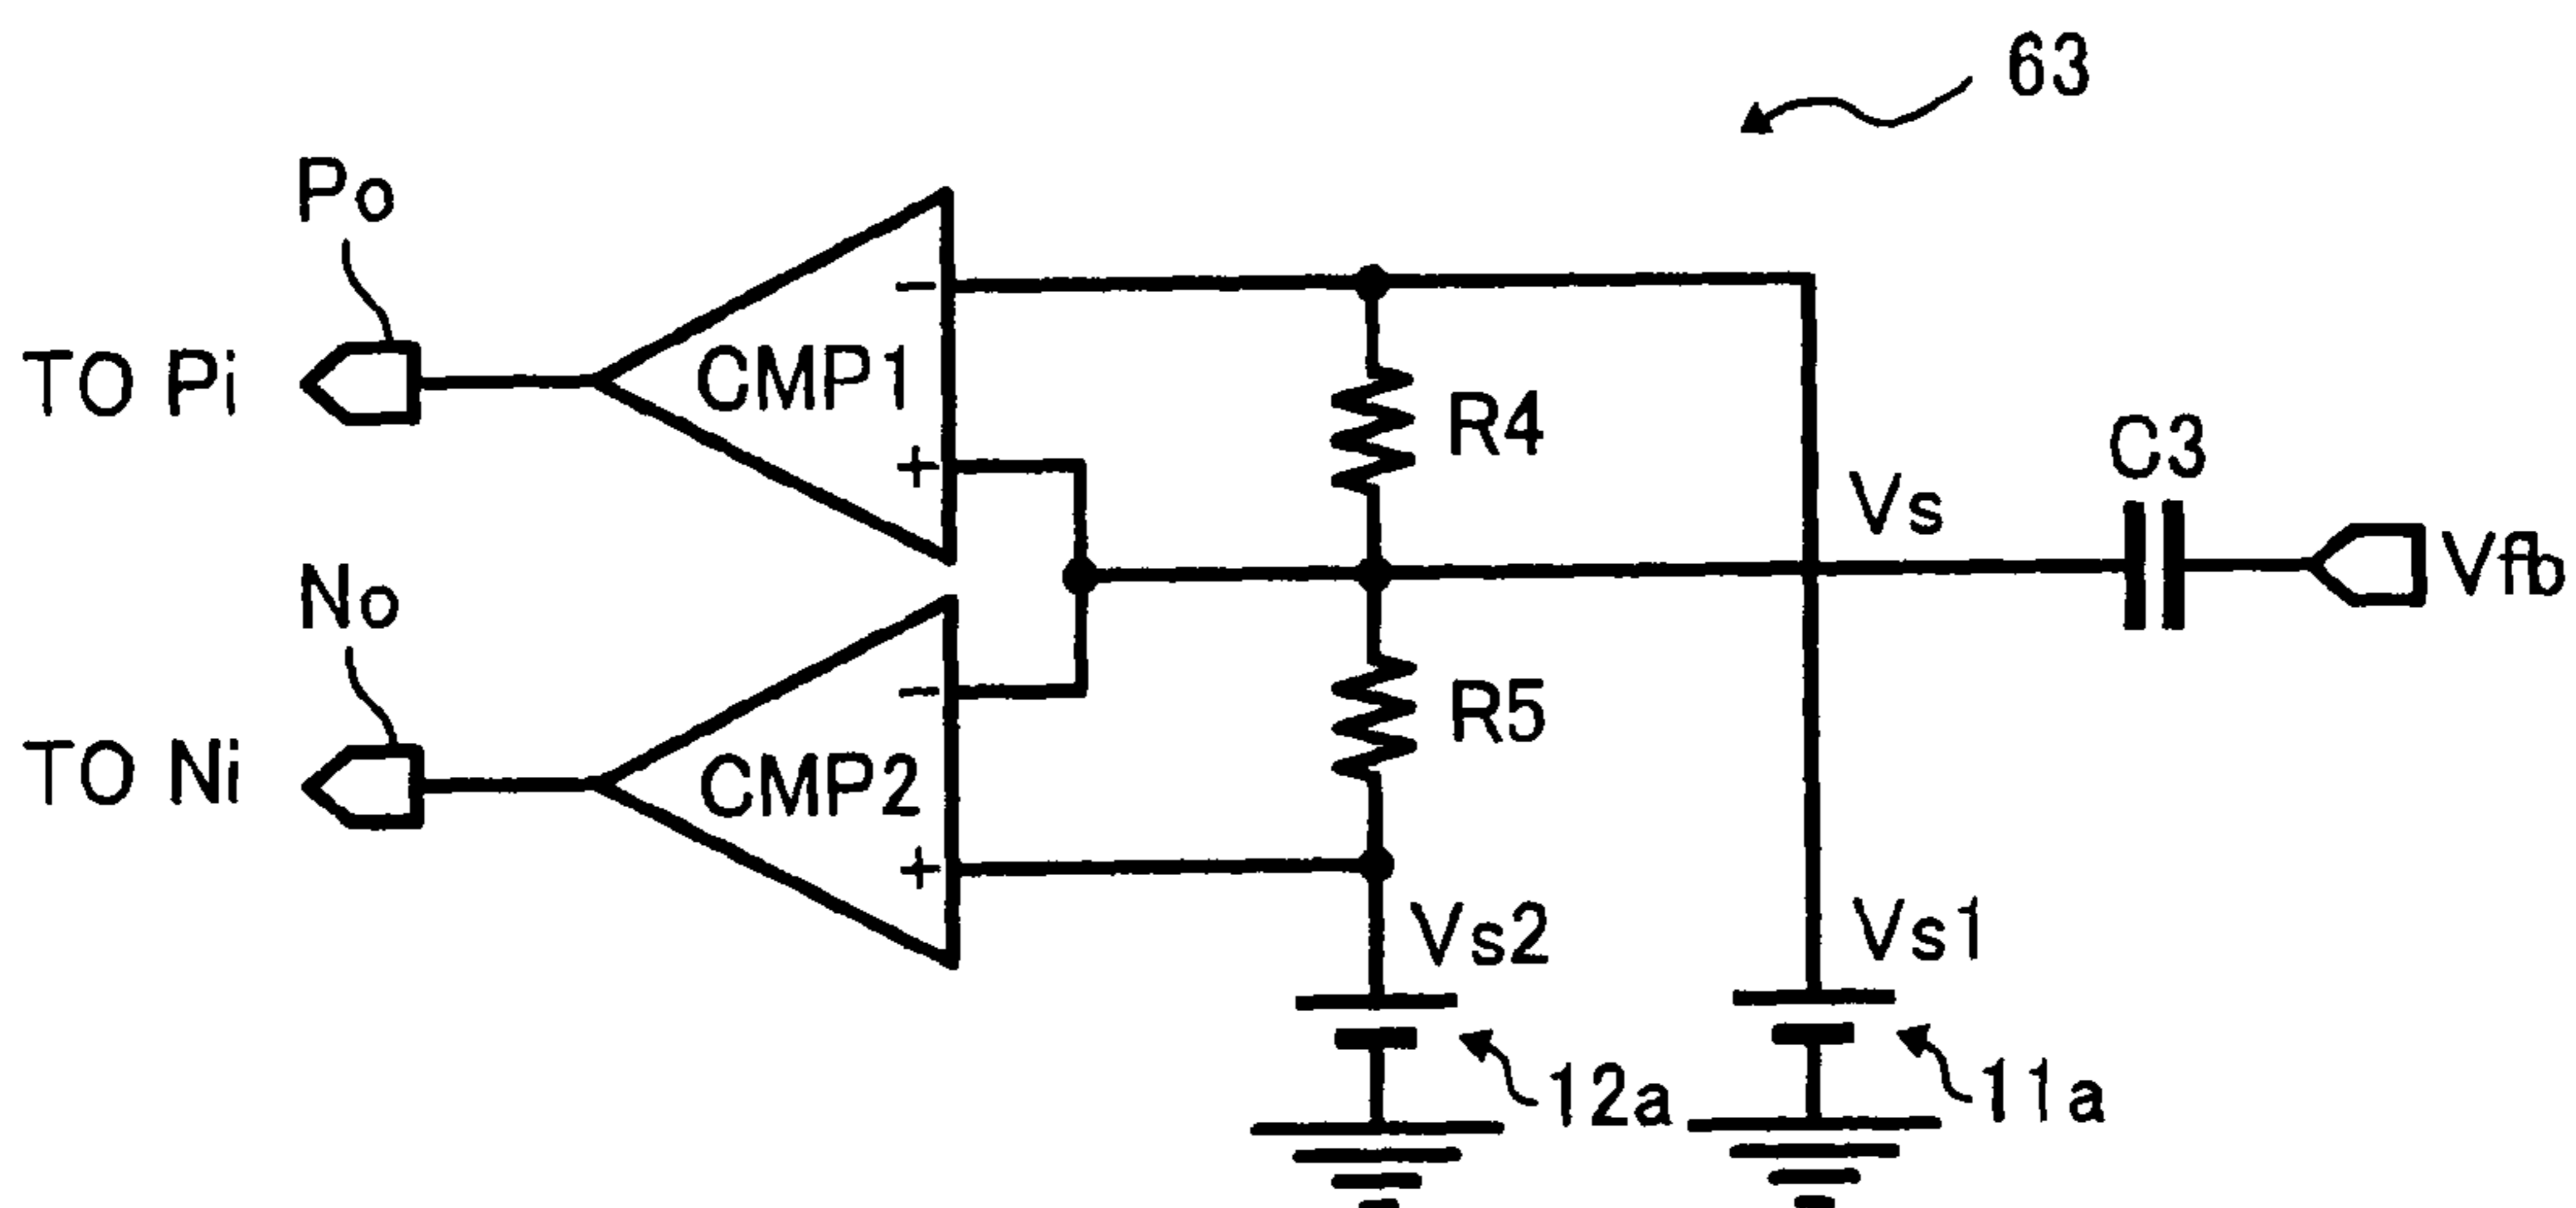 63
Po
TO Pi
CMP1
−
+
R4
Vs
C3
Vfb
No
TO Ni
CMP2
−
+
R5
Vs2
Vs1
12a
11a